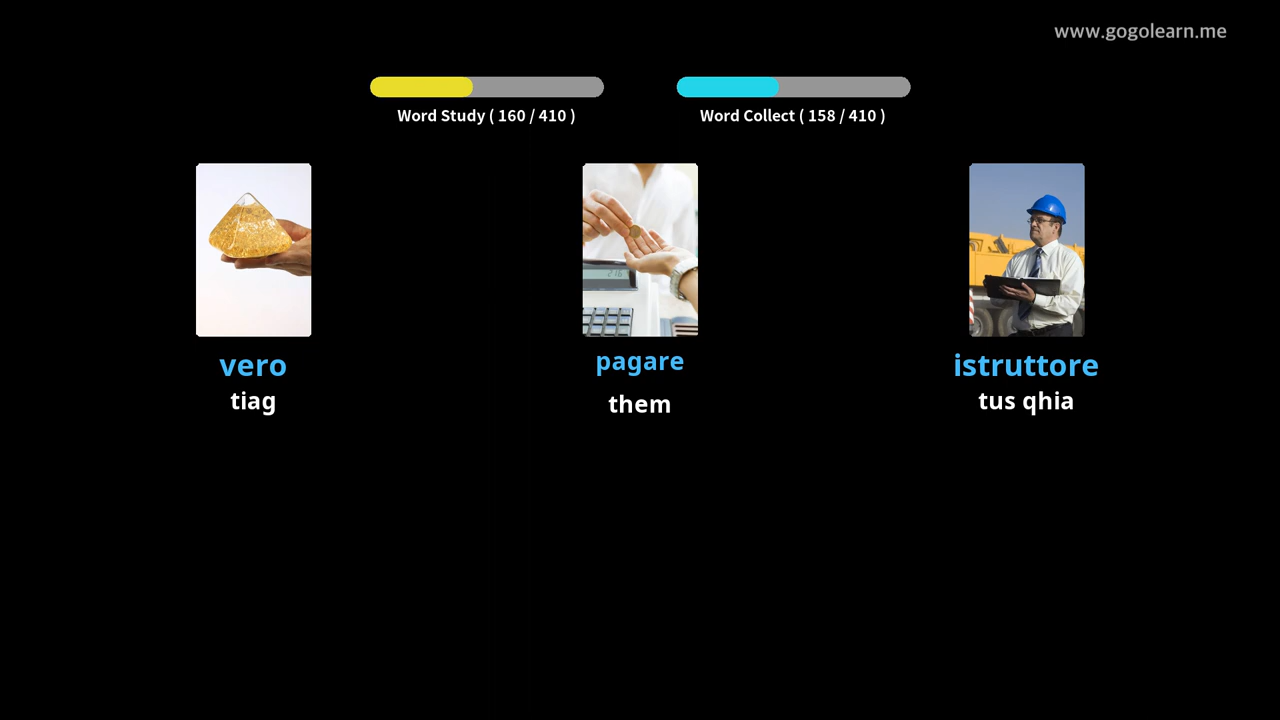 www.gogolearn.me
Word Study ( 160 / 410 )
Word Collect ( 158 / 410 )
vero
tiag
pagare
them
istruttore
tus qhia